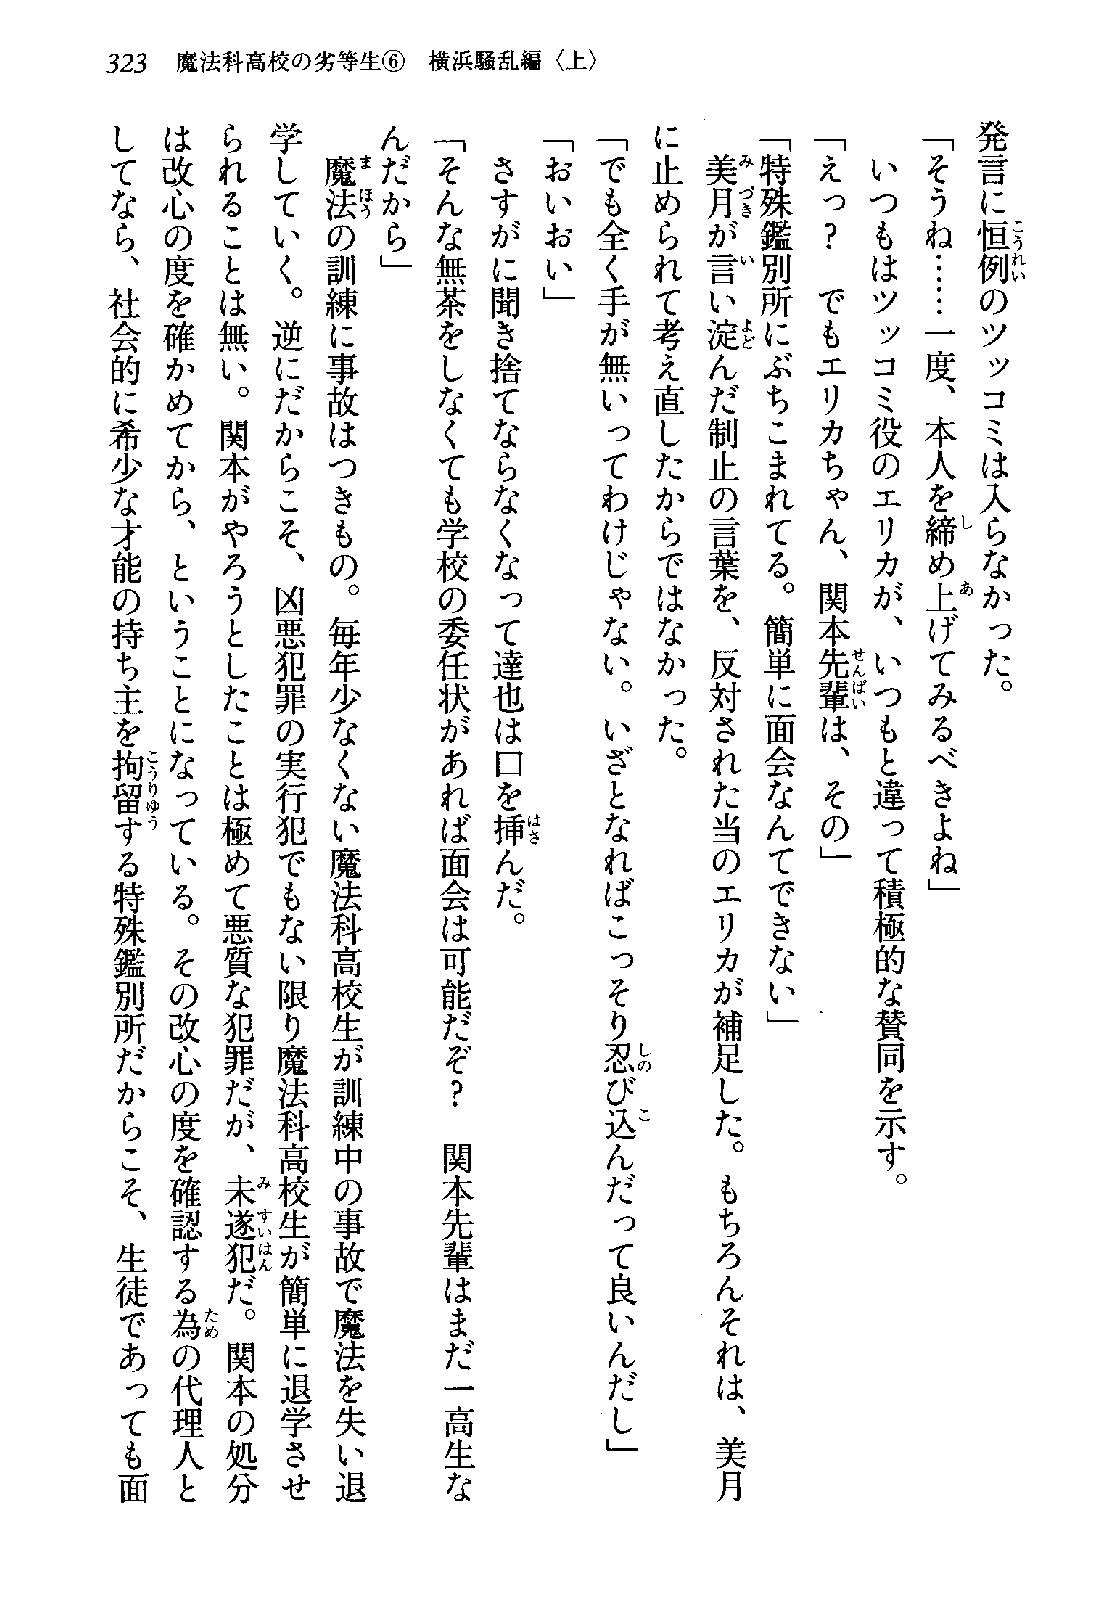 323　魔法科高校の劣等生⑥　横浜騒乱編〈上〉
発言に恒例のツッコミは入らなかった。
「そうね……一度、本人を締め上げてみるべきよね」
　いつもはツッコミ役のエリカが、いつもと違って積極的な賛同を示す。
「えっ？　でもエリカちゃん、関本先輩は、その」
「特殊鑑別所にぶちこまれてる。簡単に面会なんてできない」
　美月が言い淀んだ制止の言葉を、反対された当のエリカが補足した。もちろんそれは、美月
に止められて考え直したからではなかった。
「でも全く手が無いってわけじゃない。いざとなればこっそり忍び込んだって良いんだし」
「おいおい」
　さすがに聞き捨てならなくなって達也は口を挿んだ。
「そんな無茶をしなくても学校の委任状があれば面会は可能だぞ？　関本先輩はまだ一高生な
んだから」
　魔法の訓練に事故はつきもの。毎年少なくない魔法科高校生が訓練中の事故で魔法を失い退
学していく。逆にだからこそ、凶悪犯罪の実行犯でもない限り魔法科高校生が簡単に退学させ
られることは無い。関本がやろうとしたことは極めて悪質な犯罪だが、未遂犯だ。関本の処分
は改心の度を確かめてから、ということになっている。その改心の度を確認する為の代理人と
してなら、社会的に希少な才能の持ち主を拘留する特殊鑑別所だからこそ、生徒であっても面